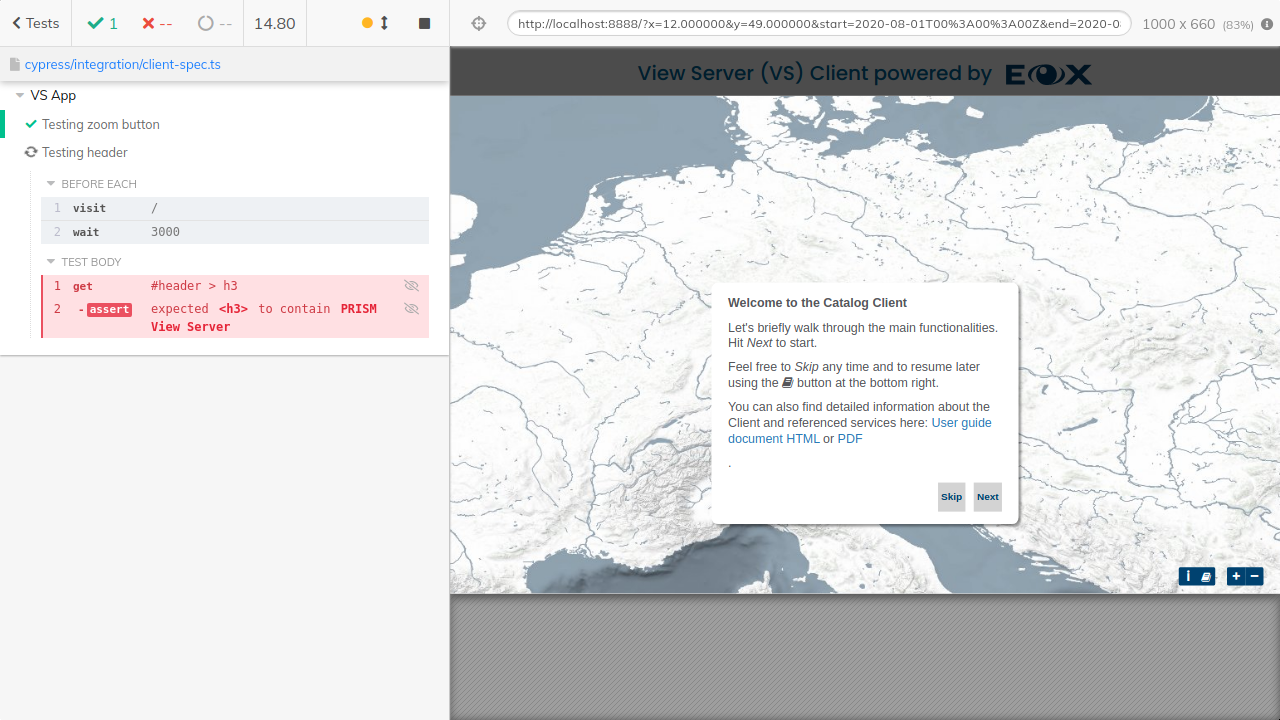 Tests
1
--
--
14.80
http://localhost:8888/?x=12.000000&y=49.000000&start=2020-08-01T00%3A00%3A00Z&end=2020-0
1000 x 660 (83%)
cypress/integration/client-spec.ts
VS App
Testing zoom button
Testing header
BEFORE EACH
1 visit /
2 wait 3000
TEST BODY
1 get #header > h3
2 -assert expected <h3> to contain PRISM
View Server
View Server (VS) Client powered by EOX
Welcome to the Catalog Client
Let's briefly walk through the main functionalities.
Hit Next to start.
Feel free to Skip any time and to resume later
using the button at the bottom right.
You can also find detailed information about the
Client and referenced services here: User guide
document HTML or PDF
.
Skip Next